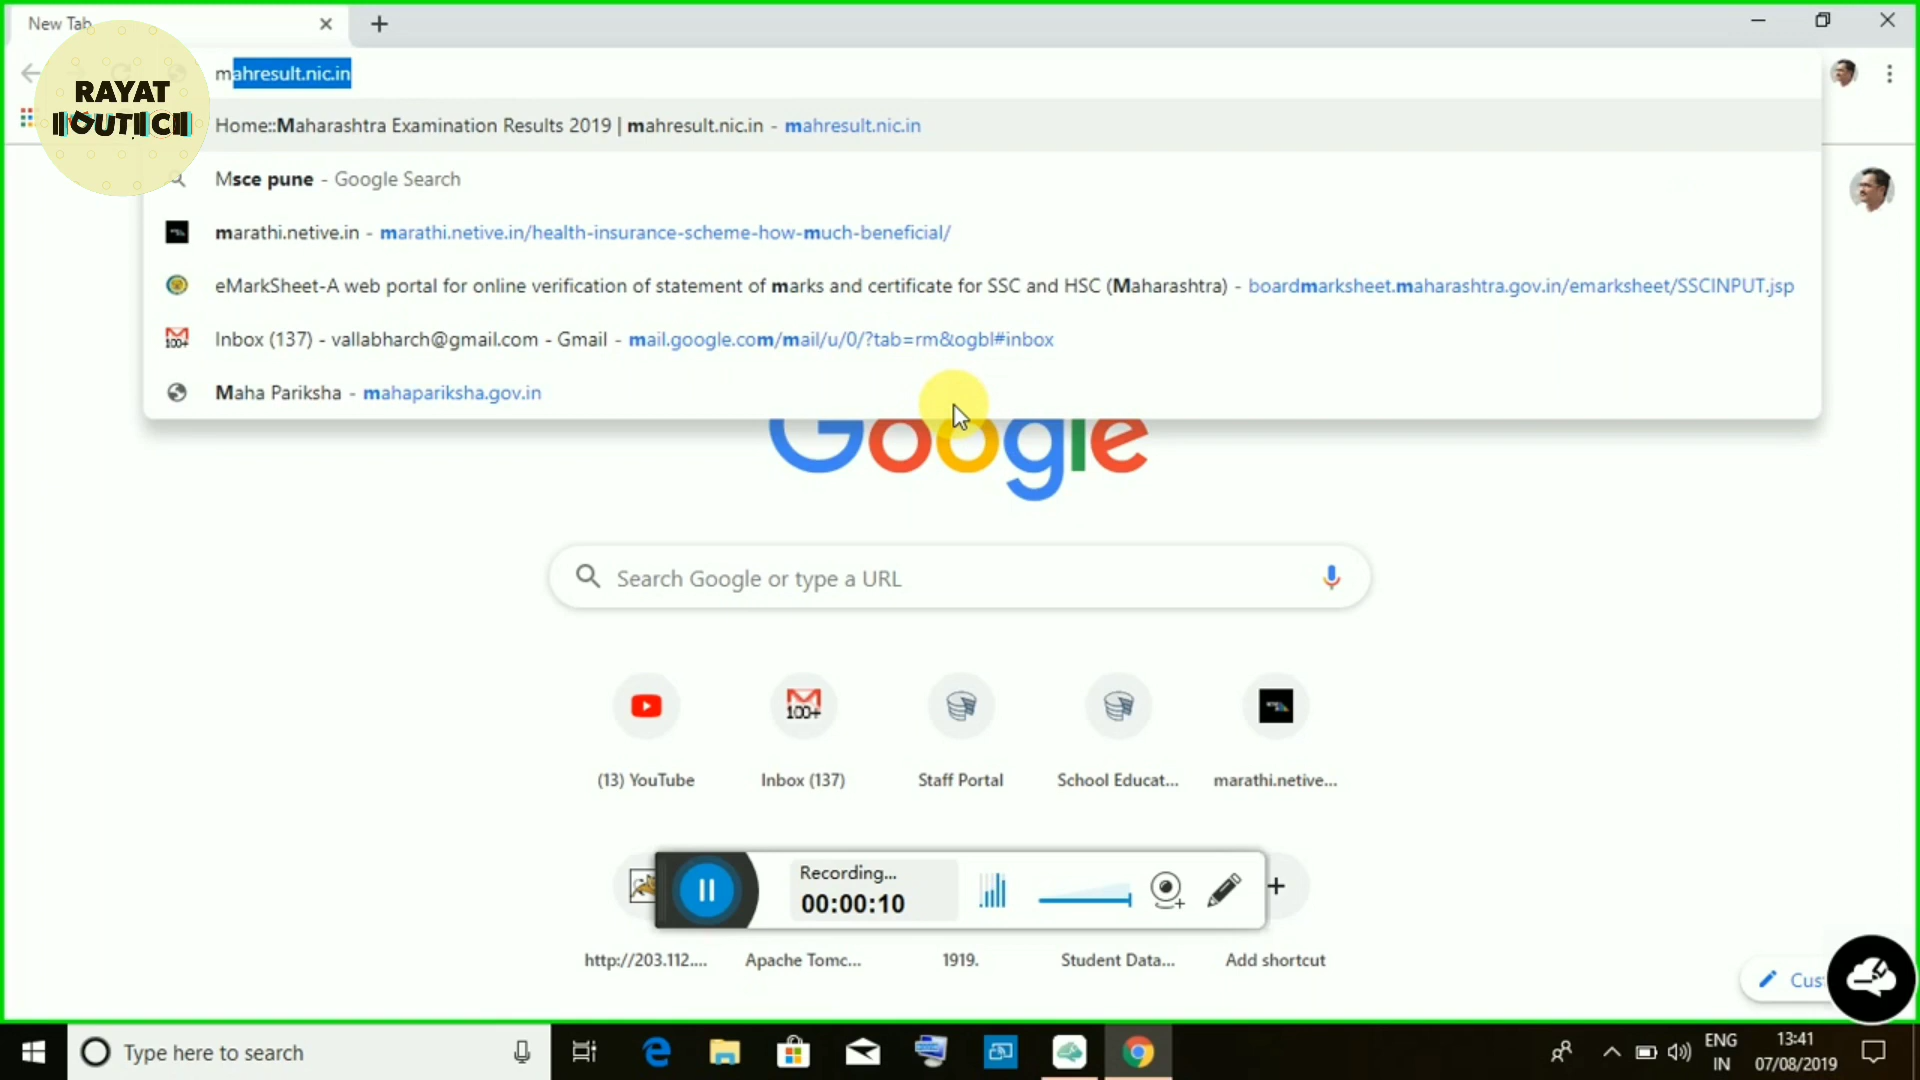 New Tab
mahresult.nic.in
RAYAT
Home::Maharashtra Examination Results 2019 | mahresult.nic.in - mahresult.nic.in
Msce pune - Google Search
marathi.netive.in - marathi.netive.in/health-insurance-scheme-how-much-beneficial/
eMarkSheet-A web portal for online verification of statement of marks and certificate for SSC and HSC (Maharashtra) - boardmarksheet.maharashtra.gov.in/emarksheet/SSCINPUT.jsp
Inbox (137) - vallabharch@gmail.com - Gmail - mail.google.com/mail/u/0/?tab=rm&ogbl#inbox
Maha Pariksha - mahapariksha.gov.in
Google
Search Google or type a URL
100+
(13) YouTube
Inbox (137)
Staff Portal
School Educat...
marathi.netive...
Recording...
00:00:10
http://203.112....
Apache Tomc...
1919.
Student Data...
Add shortcut
Cus
Type here to search
ENG
IN
13:41
07/08/2019